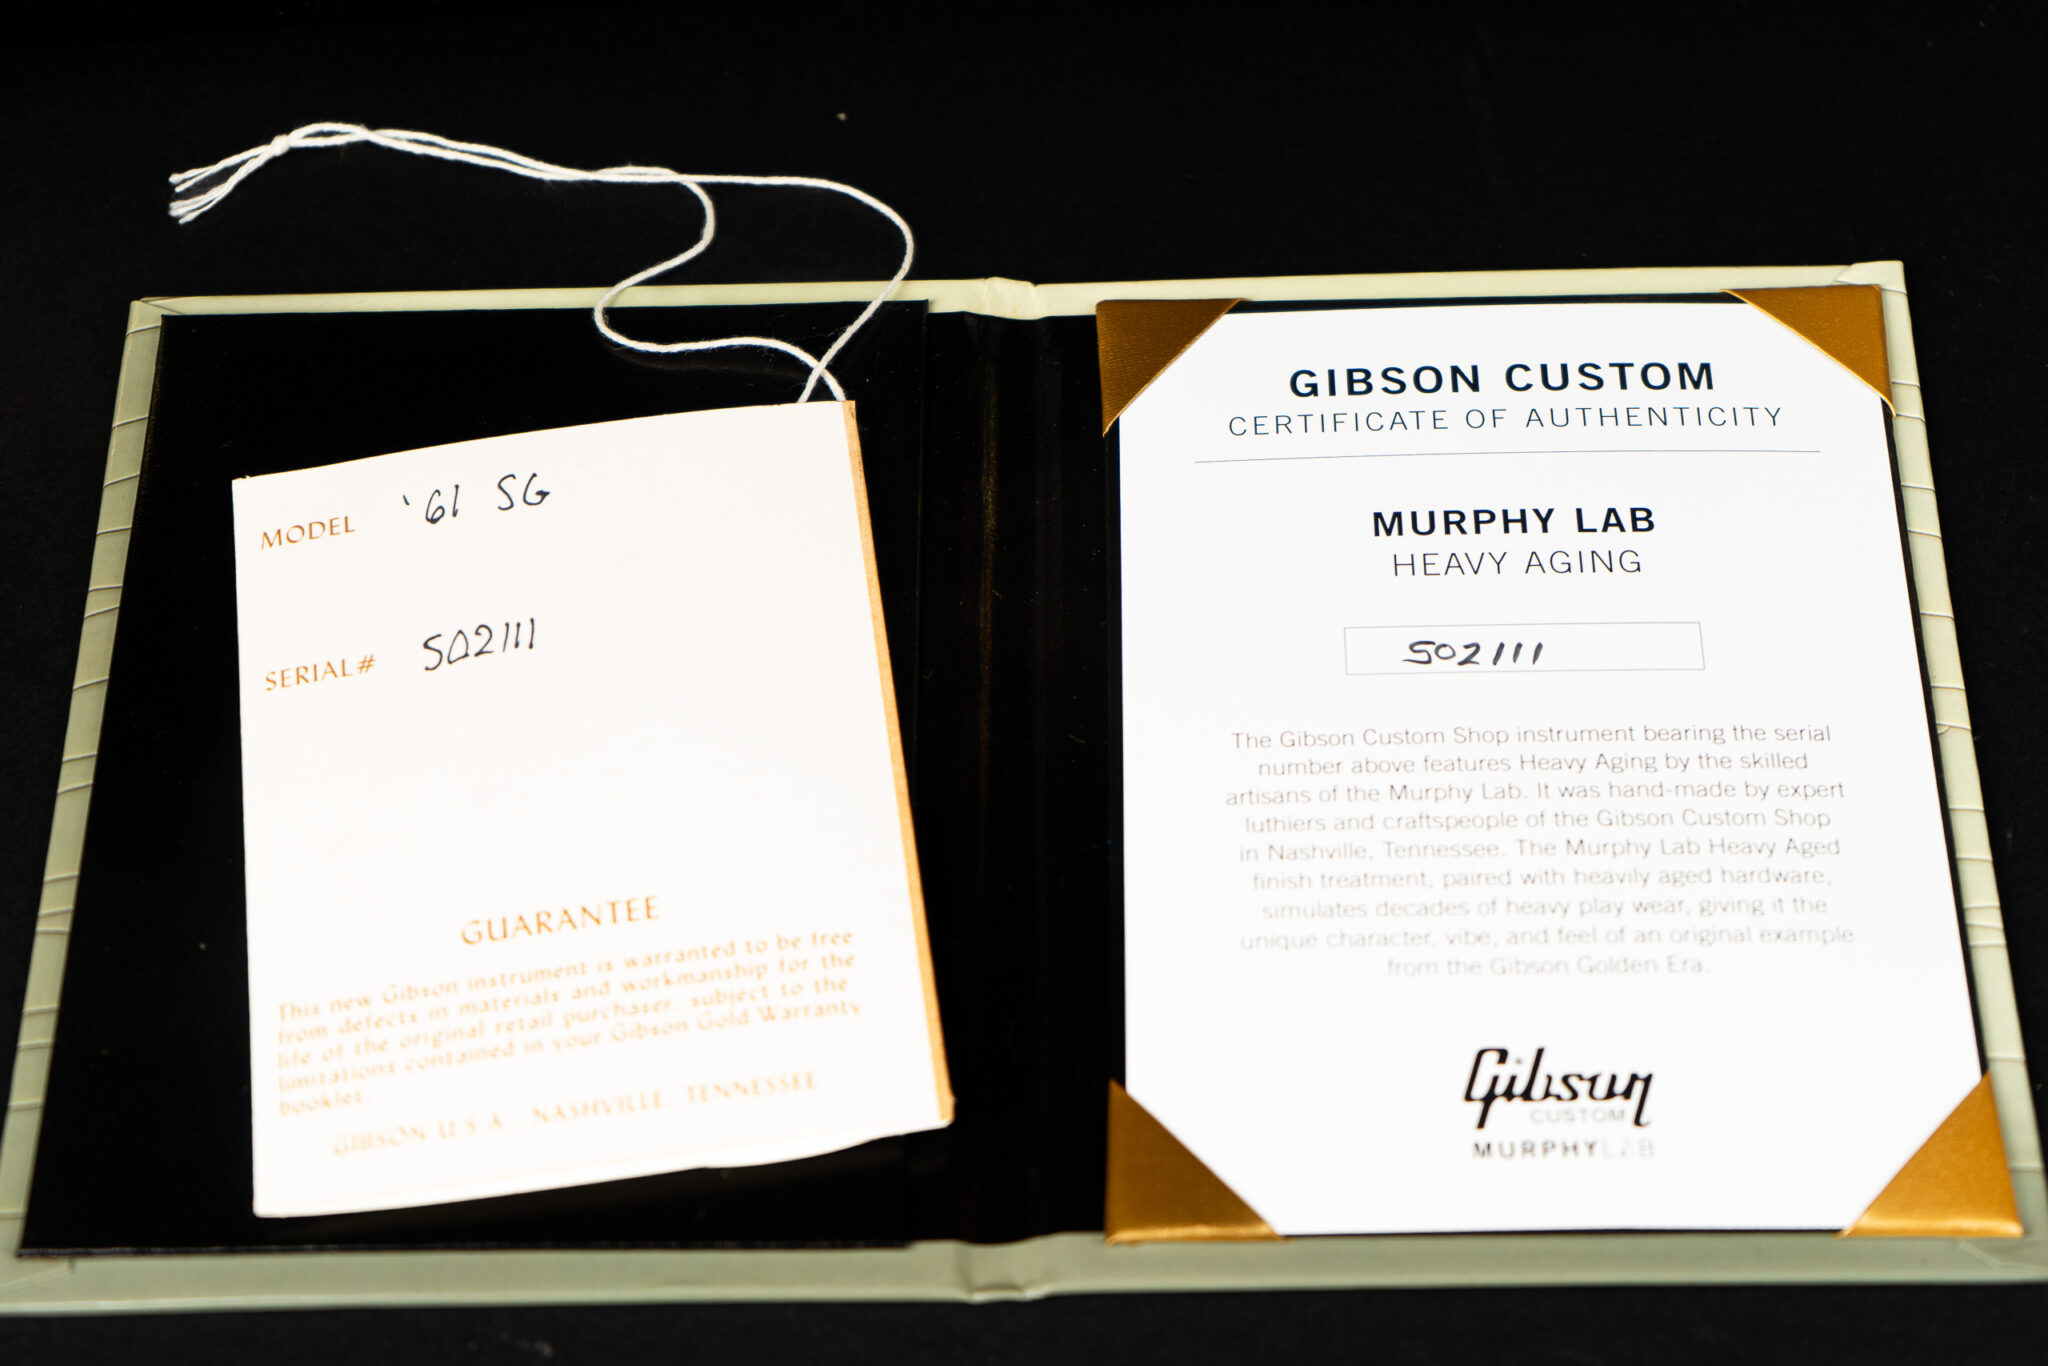 MODEL '61 SG
SERIAL# S02111
GUARANTEE
This new Gibson instrument is warranted to be free
from defects in materials and workmanship for the
life of the original retail purchaser, subject to the
limitations contained in your Gibson Gold Warranty
booklet.
GIBSON U.S.A., NASHVILLE, TENNESSEE
GIBSON CUSTOM
CERTIFICATE OF AUTHENTICITY
MURPHY LAB
HEAVY AGING
S02111
The Gibson Custom Shop instrument bearing the serial
number above features Heavy Aging by the skilled
artisans of the Murphy Lab. It was hand-made by expert
luthiers and craftspeople of the Gibson Custom Shop
in Nashville, Tennessee. The Murphy Lab Heavy Aged
finish treatment, paired with heavily aged hardware,
simulates decades of heavy play wear, giving it the
unique character, vibe, and feel of an original example
from the Gibson Golden Era.
Gibson
CUSTOM
MURPHYLAB